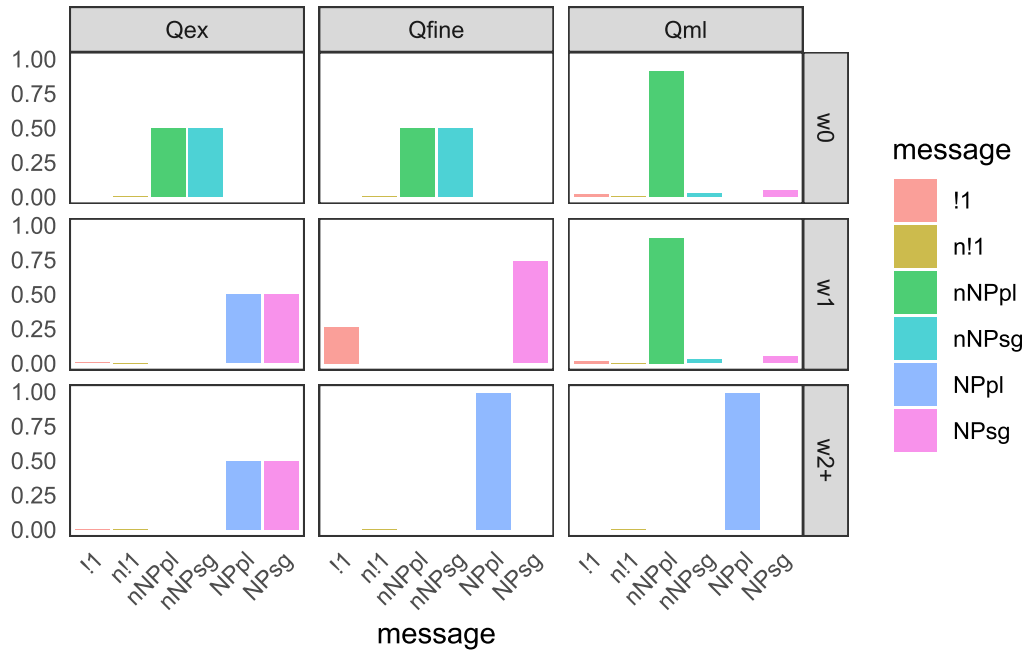 Qex Qfine Qml
1.00
0.75
0.50
0.25
0.00
w0
1.00
0.75
0.50
0.25
0.00
w1
1.00
0.75
0.50
0.25
0.00
w2+
!1 n!1 nNPpl nNPsg NPpl NPsg !1 n!1 nNPpl nNPsg NPpl NPsg !1 n!1 nNPpl nNPsg NPpl NPsg
message
message
!1
n!1
nNPpl
nNPsg
NPpl
NPsg